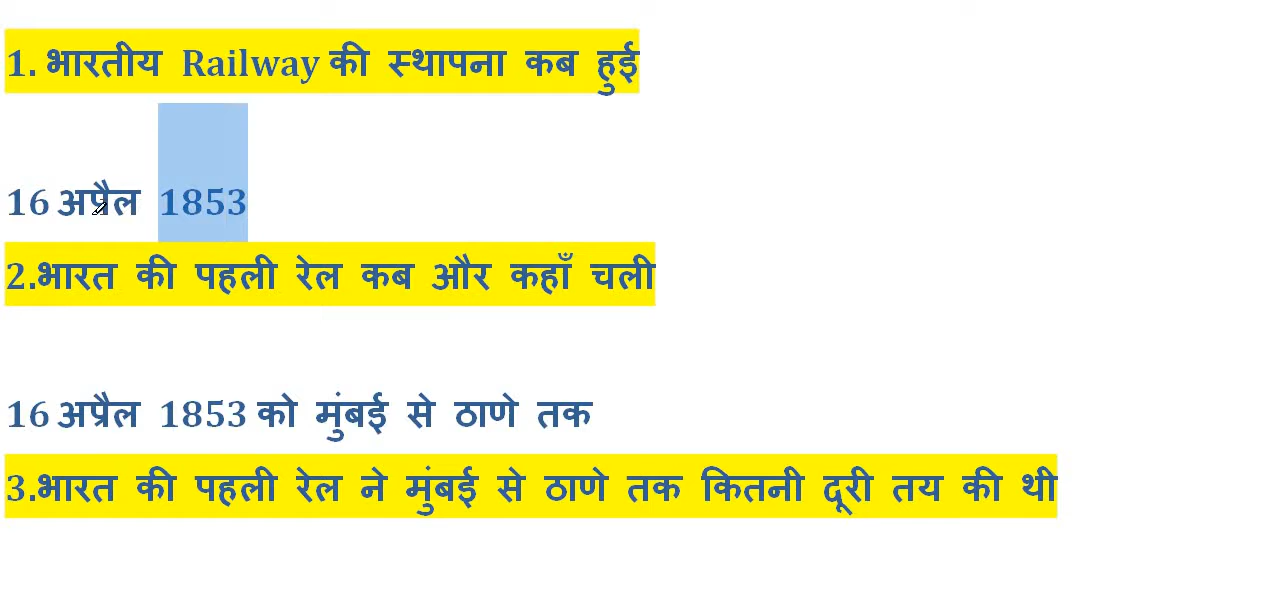 1. भारतीय Railway की स्थापना कब हुई
16 अप्रैल 1853
2.भारत की पहली रेल कब और कहाँ चली
16 अप्रैल 1853 को मुंबई से ठाणे तक
3.भारत की पहली रेल ने मुंबई से ठाणे तक कितनी दूरी तय की थी